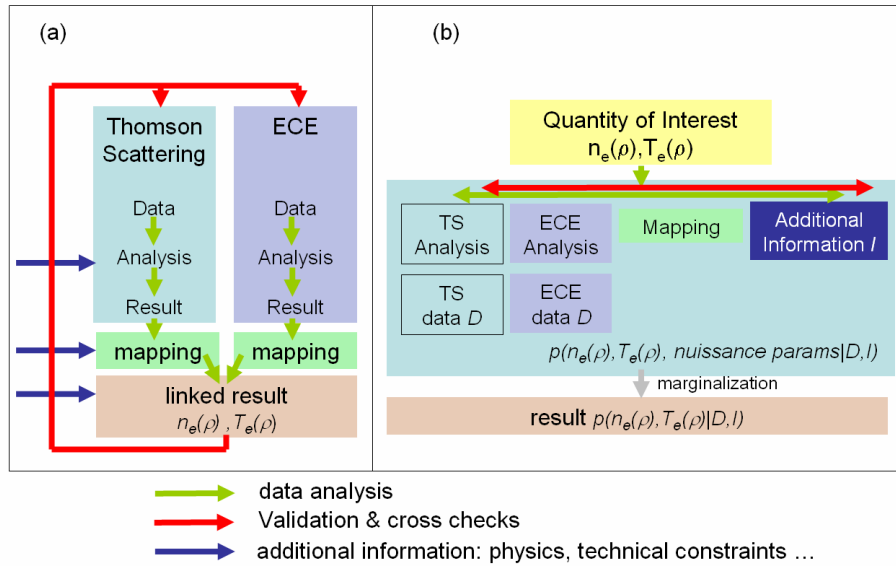 (a)
Thomson
Scattering
Data
Analysis
Result
mapping
ECE
Data
Analysis
Result
mapping
linked result
nₑ(ρ) , Tₑ(ρ)
(b)
Quantity of Interest
nₑ(ρ),Tₑ(ρ)
TS
Analysis
ECE
Analysis
Mapping
Additional
Information I
TS
data D
ECE
data D
p(nₑ(ρ),Tₑ(ρ), nuissance params|D,I)
marginalization
result p(nₑ(ρ),Tₑ(ρ)|D,I)
data analysis
Validation & cross checks
additional information: physics, technical constraints ...